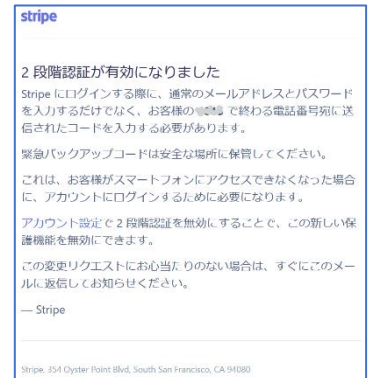 stripe
2 段階認証が有効になりました
Stripe にログインする際に、通常のメールアドレスとパスワード
を入力するだけでなく、お客様の で終わる電話番号宛に送
信されたコードを入力する必要があります。
緊急バックアップコードは安全な場所に保管してください。
これは、お客様がスマートフォンにアクセスできなくなった場合
に、アカウントにログインするために必要になります。
アカウント設定で 2 段階認証を無効にすることで、この新しい保
護機能を無効にできます。
この変更リクエストにお心当たりのない場合は、すぐにこのメー
ルに返信してお知らせください。
— Stripe
Stripe, 354 Oyster Point Blvd, South San Francisco, CA 94080